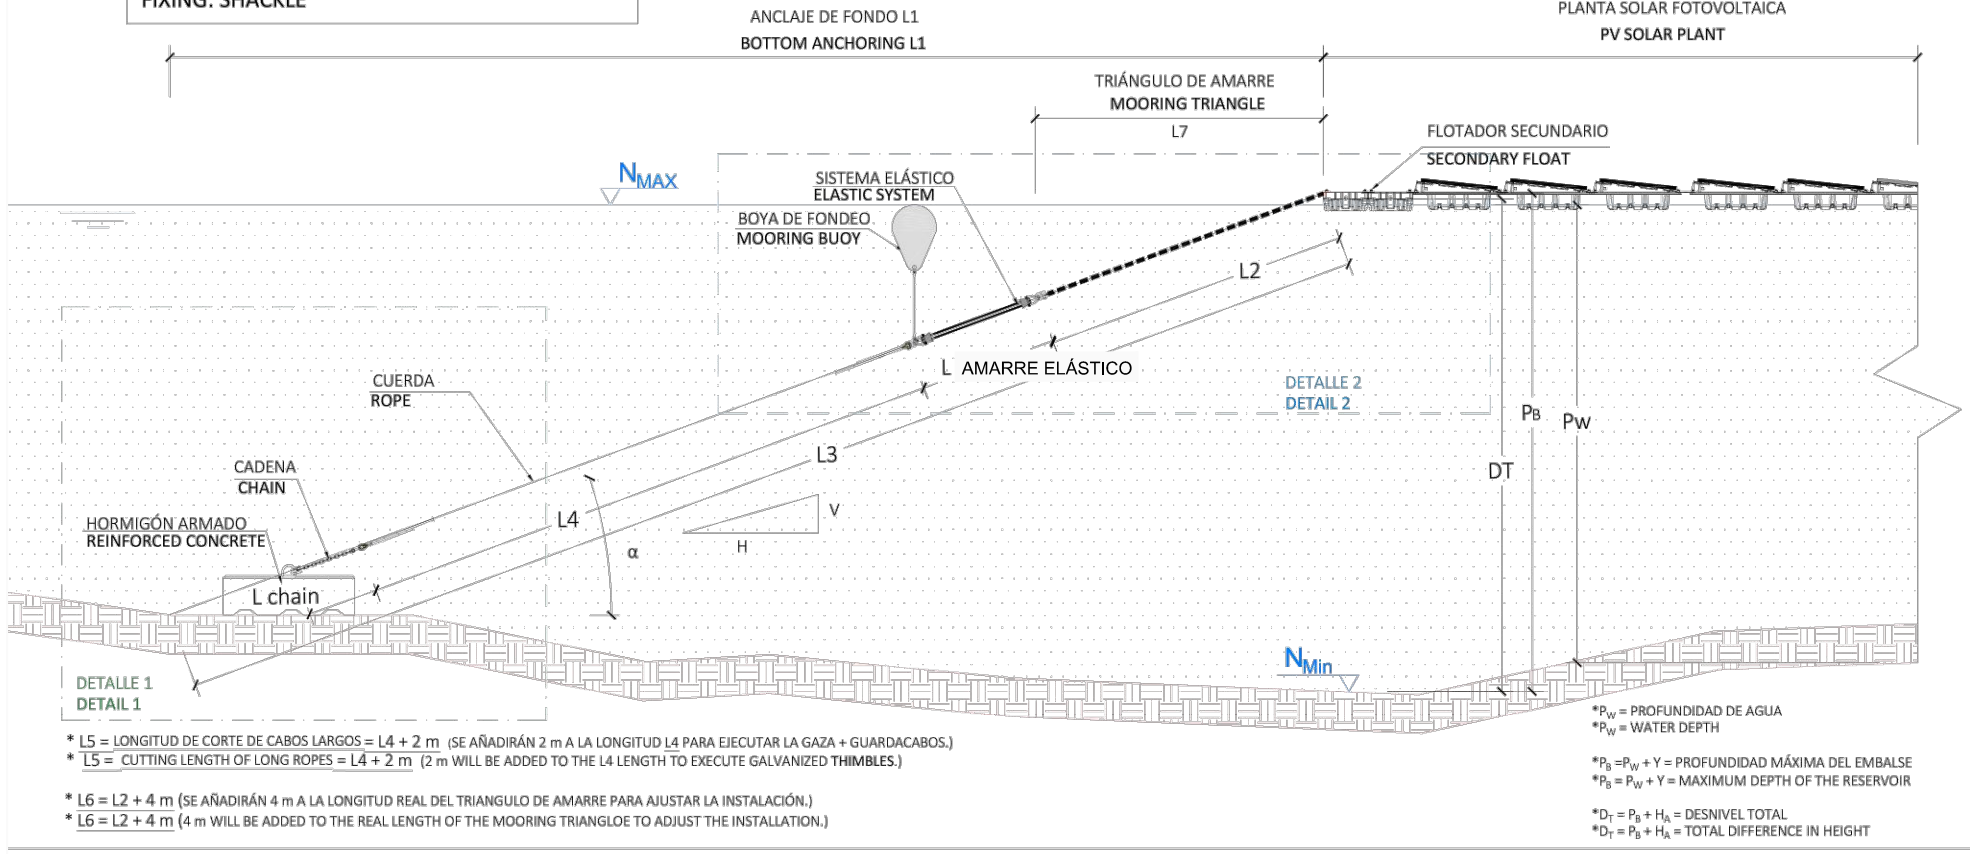 FIXING: SHACKLE
ANCLAJE DE FONDO L1
BOTTOM ANCHORING L1
PLANTA SOLAR FOTOVOLTAICA
PV SOLAR PLANT
TRIÁNGULO DE AMARRE
MOORING TRIANGLE
L7
FLOTADOR SECUNDARIO
SECONDARY FLOAT
NMAX
SISTEMA ELÁSTICO
ELASTIC SYSTEM
BOYA DE FONDEO
MOORING BUOY
L2
L AMARRE ELÁSTICO
CUERDA
ROPE
DETALLE 2
DETAIL 2
PB
PW
L3
DT
CADENA
CHAIN
L4
V
H
α
HORMIGÓN ARMADO
REINFORCED CONCRETE
L chain
NMin
DETALLE 1
DETAIL 1
* L5 = LONGITUD DE CORTE DE CABOS LARGOS = L4 + 2 m (SE AÑADIRÁN 2 m A LA LONGITUD L4 PARA EJECUTAR LA GAZA + GUARDACABOS.)
* L5 = CUTTING LENGTH OF LONG ROPES = L4 + 2 m (2 m WILL BE ADDED TO THE L4 LENGTH TO EXECUTE GALVANIZED THIMBLES.)
* L6 = L2 + 4 m (SE AÑADIRÁN 4 m A LA LONGITUD REAL DEL TRIANGULO DE AMARRE PARA AJUSTAR LA INSTALACIÓN.)
* L6 = L2 + 4 m (4 m WILL BE ADDED TO THE REAL LENGTH OF THE MOORING TRIANGLOE TO ADJUST THE INSTALLATION.)
*PW = PROFUNDIDAD DE AGUA
*PW = WATER DEPTH
*PB =PW + Y = PROFUNDIDAD MÁXIMA DEL EMBALSE
*PB = PW + Y = MAXIMUM DEPTH OF THE RESERVOIR
*DT = PB + HA = DESNIVEL TOTAL
*DT = PB + HA = TOTAL DIFFERENCE IN HEIGHT